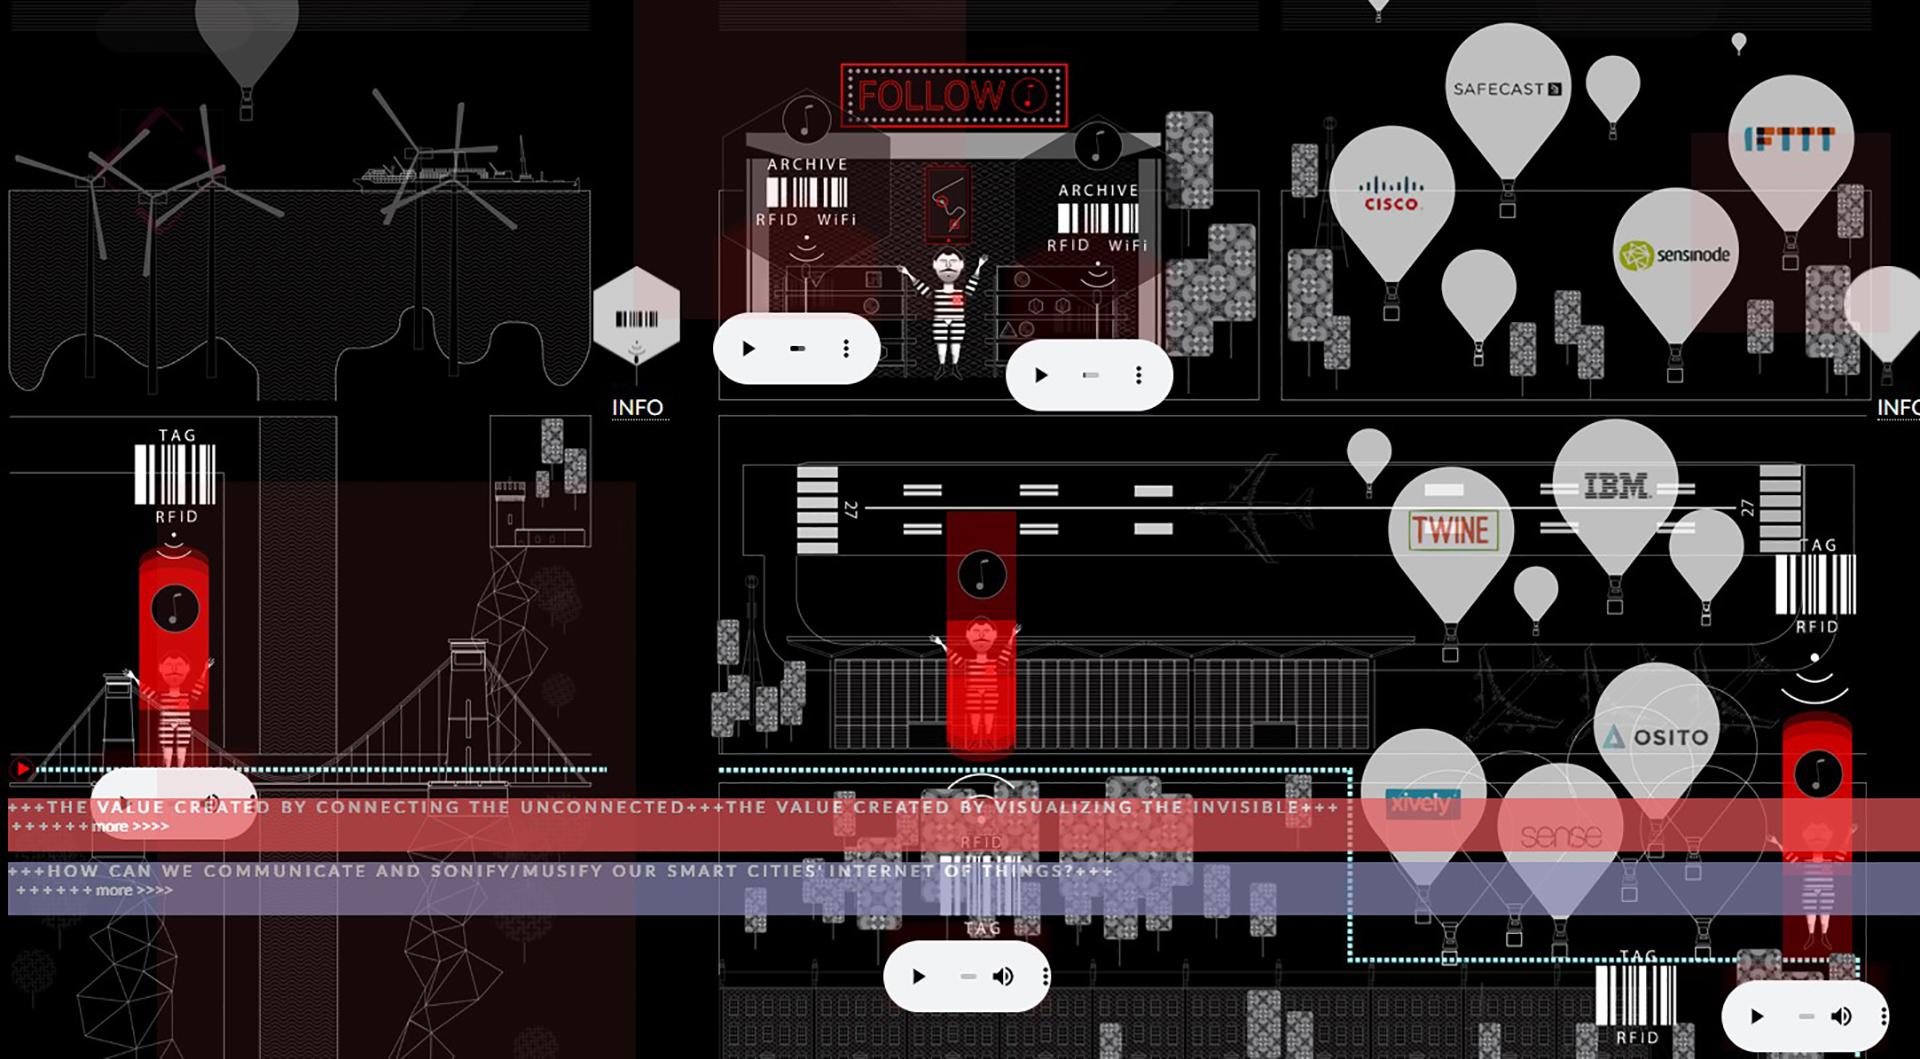 FOLLOW
ARCHIVE
RFID WiFi
ARCHIVE
RFID WiFi
SAFECAST
IFTTT
CISCO
sensinode
INFO
INFO
TAG
RFID
27
27
TWINE
IBM
TAG
RFID
OSITO
xively
sense
+++THE VALUE CREATED BY CONNECTING THE UNCONNECTED+++THE VALUE CREATED BY VISUALIZING THE INVISIBLE+++
++++++more >>>>
RFID
+++HOW CAN WE COMMUNICATE AND SONIFY/MUSIFY OUR SMART CITIES' INTERNET OF THINGS?+++
++++++more >>>>
TAG
TAG
RFID